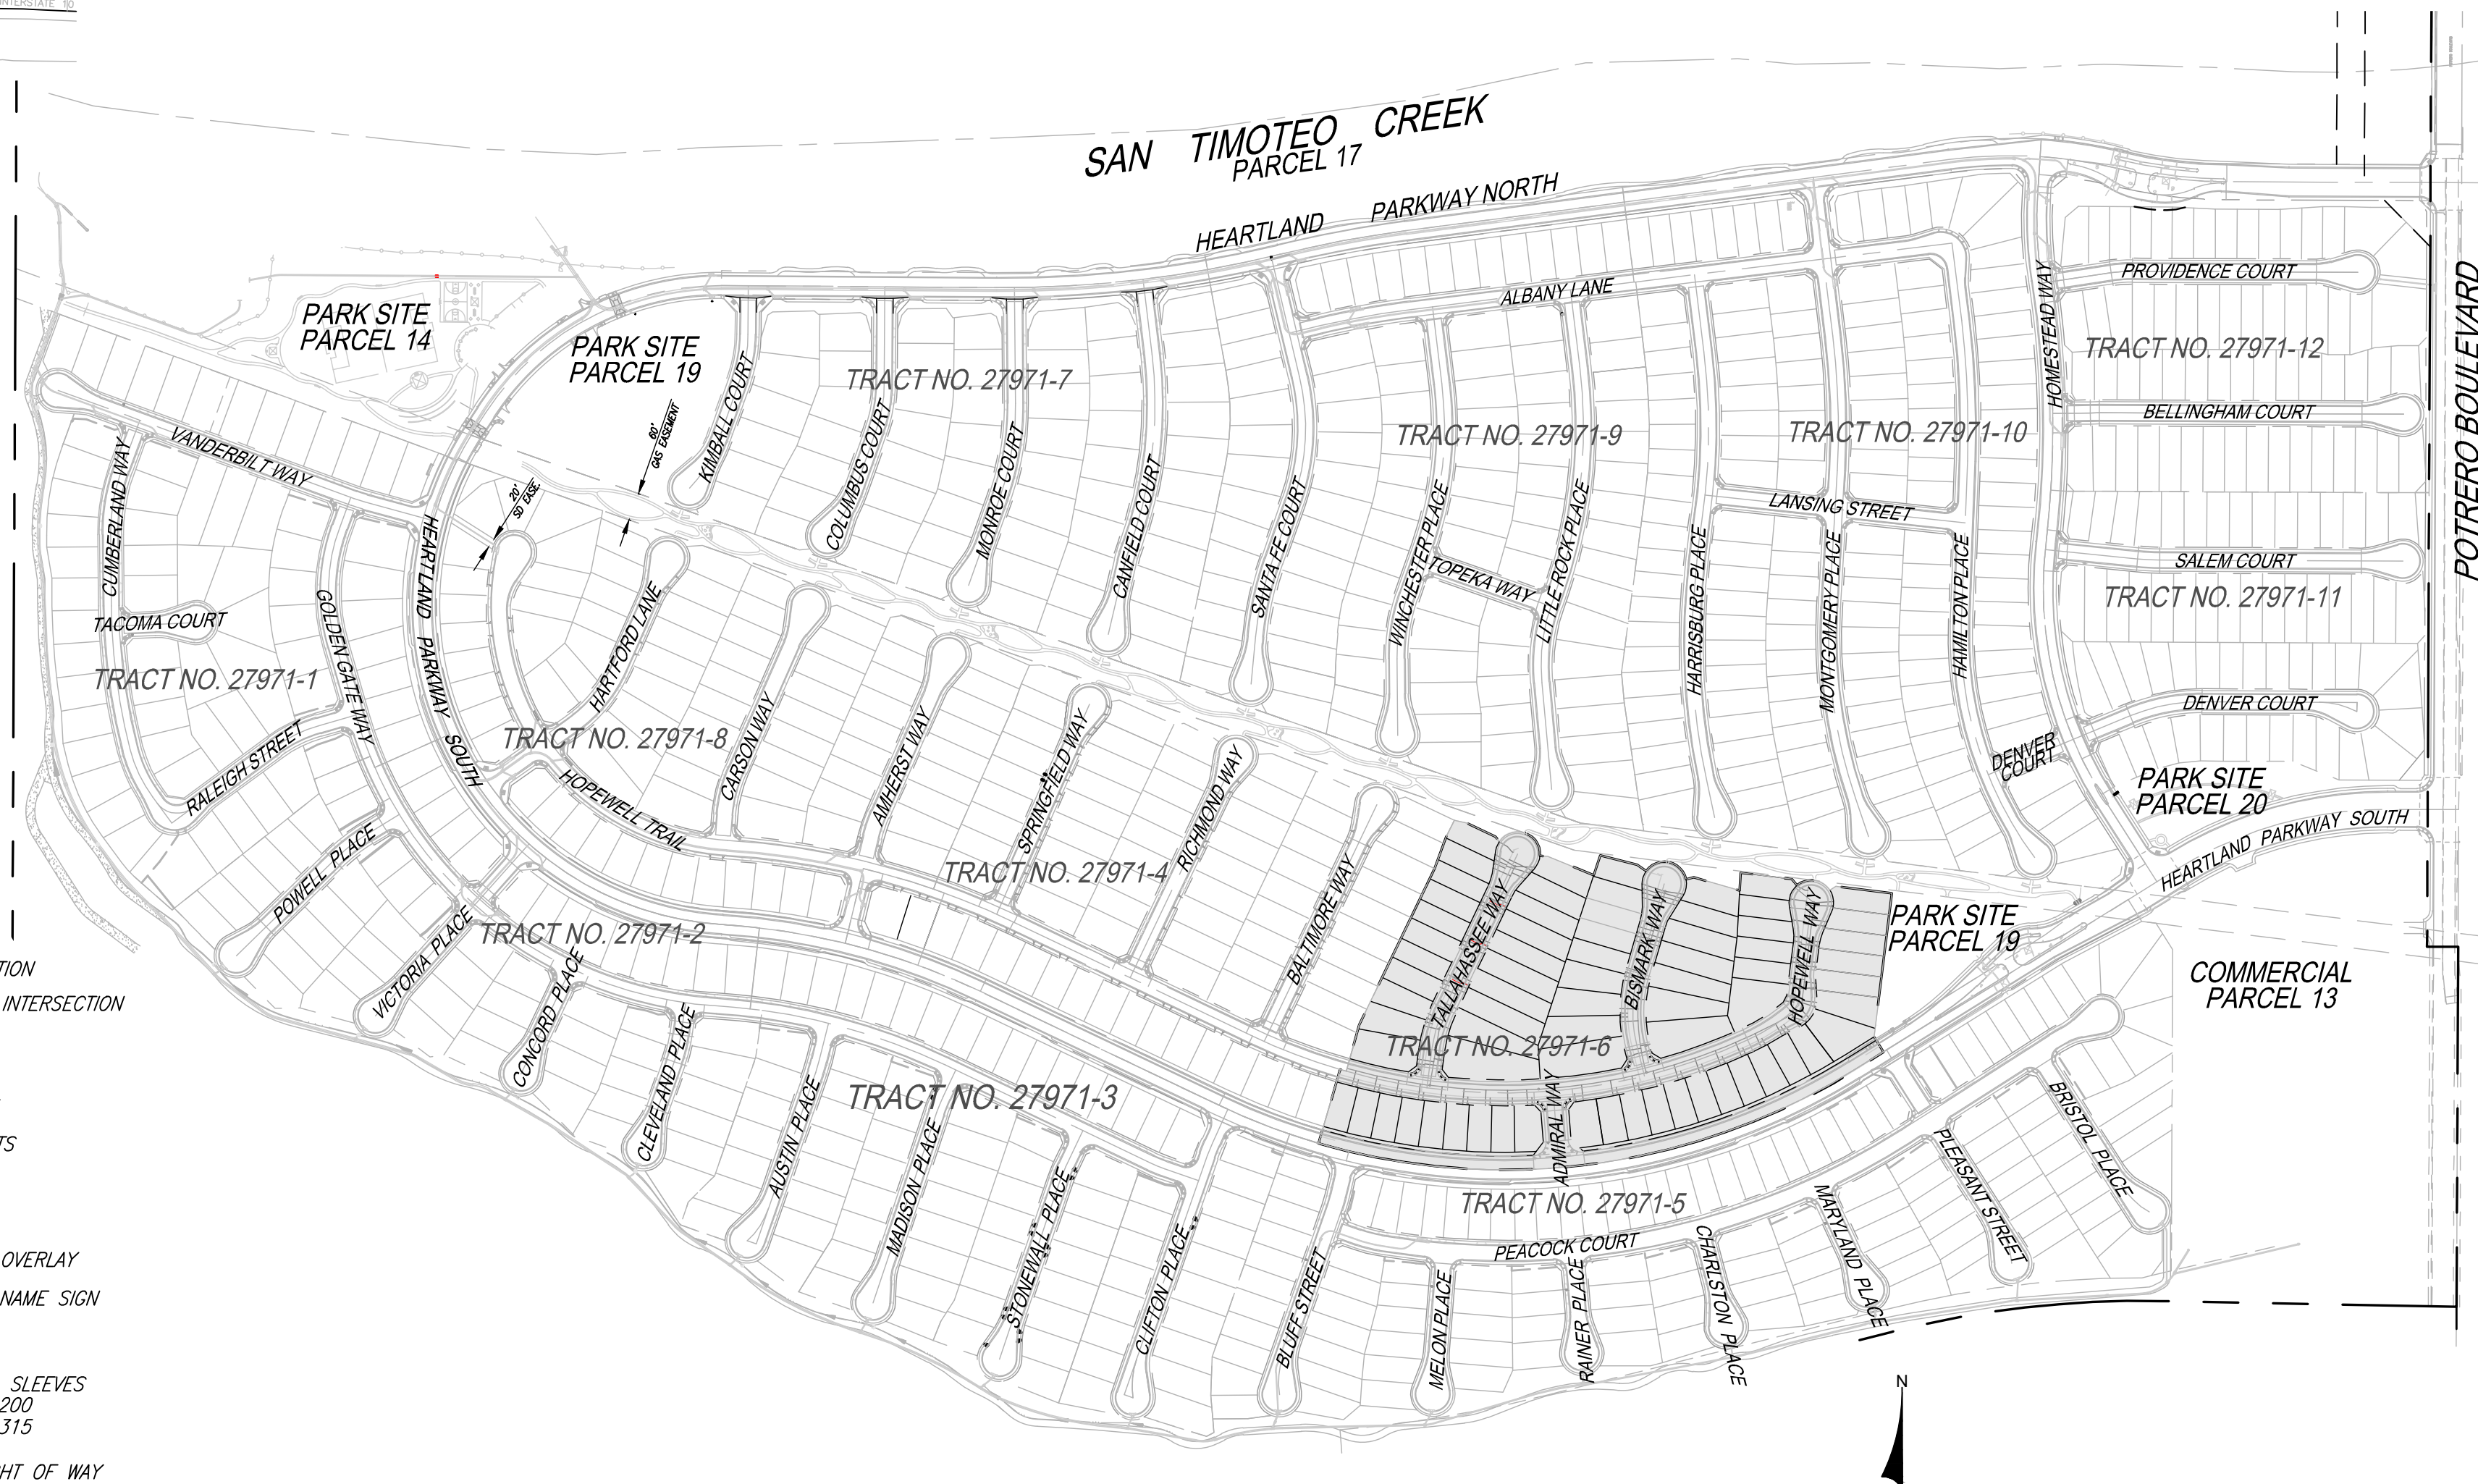 INTERSTATE 10
SAN TIMOTEO CREEK
PARCEL 17
HEARTLAND PARKWAY NORTH
PARK SITE
PARCEL 14
PARK SITE
PARCEL 19
60'
GAS EASEMENT
20'
SD EASE.
KIMBALL COURT
COLUMBUS COURT
MONROE COURT
CANFIELD COURT
SANTA FE COURT
TRACT NO. 27971-7
ALBANY LANE
WINCHESTER PLACE
TOPEKA WAY
LITTLE ROCK PLACE
TRACT NO. 27971-9
HARRISBURG PLACE
MONTGOMERY PLACE
LANSING STREET
HAMILTON PLACE
TRACT NO. 27971-10
HOMESTEAD WAY
PROVIDENCE COURT
TRACT NO. 27971-12
BELLINGHAM COURT
SALEM COURT
TRACT NO. 27971-11
DENVER COURT
DENVER
COURT
POTRERO BOULEVARD
PARK SITE
PARCEL 20
HEARTLAND PARKWAY SOUTH
VANDERBILT WAY
CUMBERLAND WAY
TACOMA COURT
TRACT NO. 27971-1
GOLDEN GATE WAY
RALEIGH STREET
HEARTLAND PARKWAY SOUTH
HARTFORD LANE
TRACT NO. 27971-8
HOPEWELL TRAIL
CARSON WAY
AMHERST WAY
SPRINGFIELD WAY
RICHMOND WAY
TRACT NO. 27971-4
BALTIMORE WAY
TALLAHASSEE WAY
BISMARK WAY
HOPEWELL WAY
TRACT NO. 27971-6
ADMIRAL WAY
PARK SITE
PARCEL 19
COMMERCIAL
PARCEL 13
POWELL PLACE
VICTORIA PLACE
TRACT NO. 27971-2
CONCORD PLACE
CLEVELAND PLACE
AUSTIN PLACE
MADISON PLACE
TRACT NO. 27971-3
STONEWALL PLACE
CLIFTON PLACE
BLUFF STREET
TRACT NO. 27971-5
PEACOCK COURT
MELON PLACE
RAINER PLACE
CHARLSTON PLACE
MARYLAND PLACE
PLEASANT STREET
BRISTOL PLACE
TION
INTERSECTION
TS
OVERLAY
NAME SIGN
SLEEVES
200
315
HT OF WAY
N